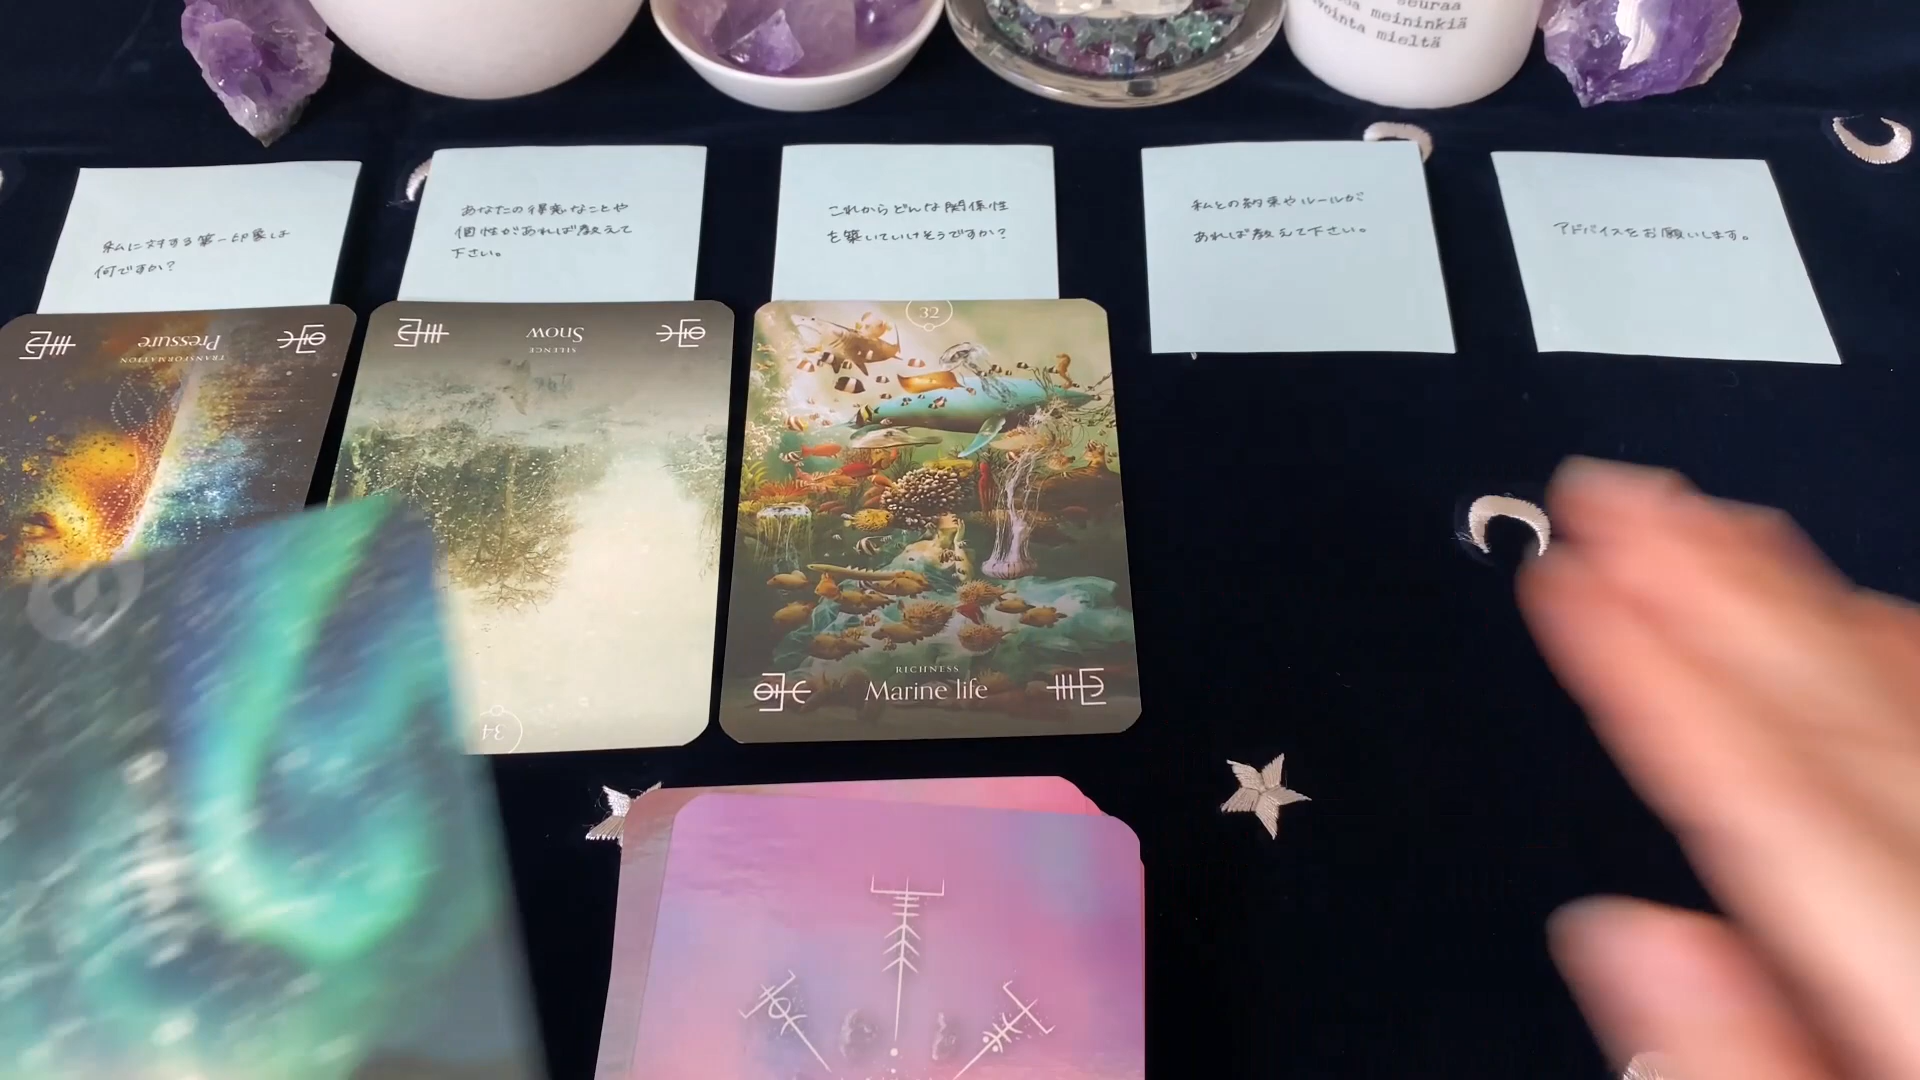 seuraa
meininkiä
mieltä
私に対する第一印象は
何ですか?
あなたの得意なことや
個性があれば教えて
下さい。
これからどんな関係性
を築いていけそうですか?
私との約束やルールが
あれば教えて下さい。
アドバイスをお願いします。
Pressure
TRANSFORMATION
Snow
SILENCE
34
32
RICHNESS
Marine life